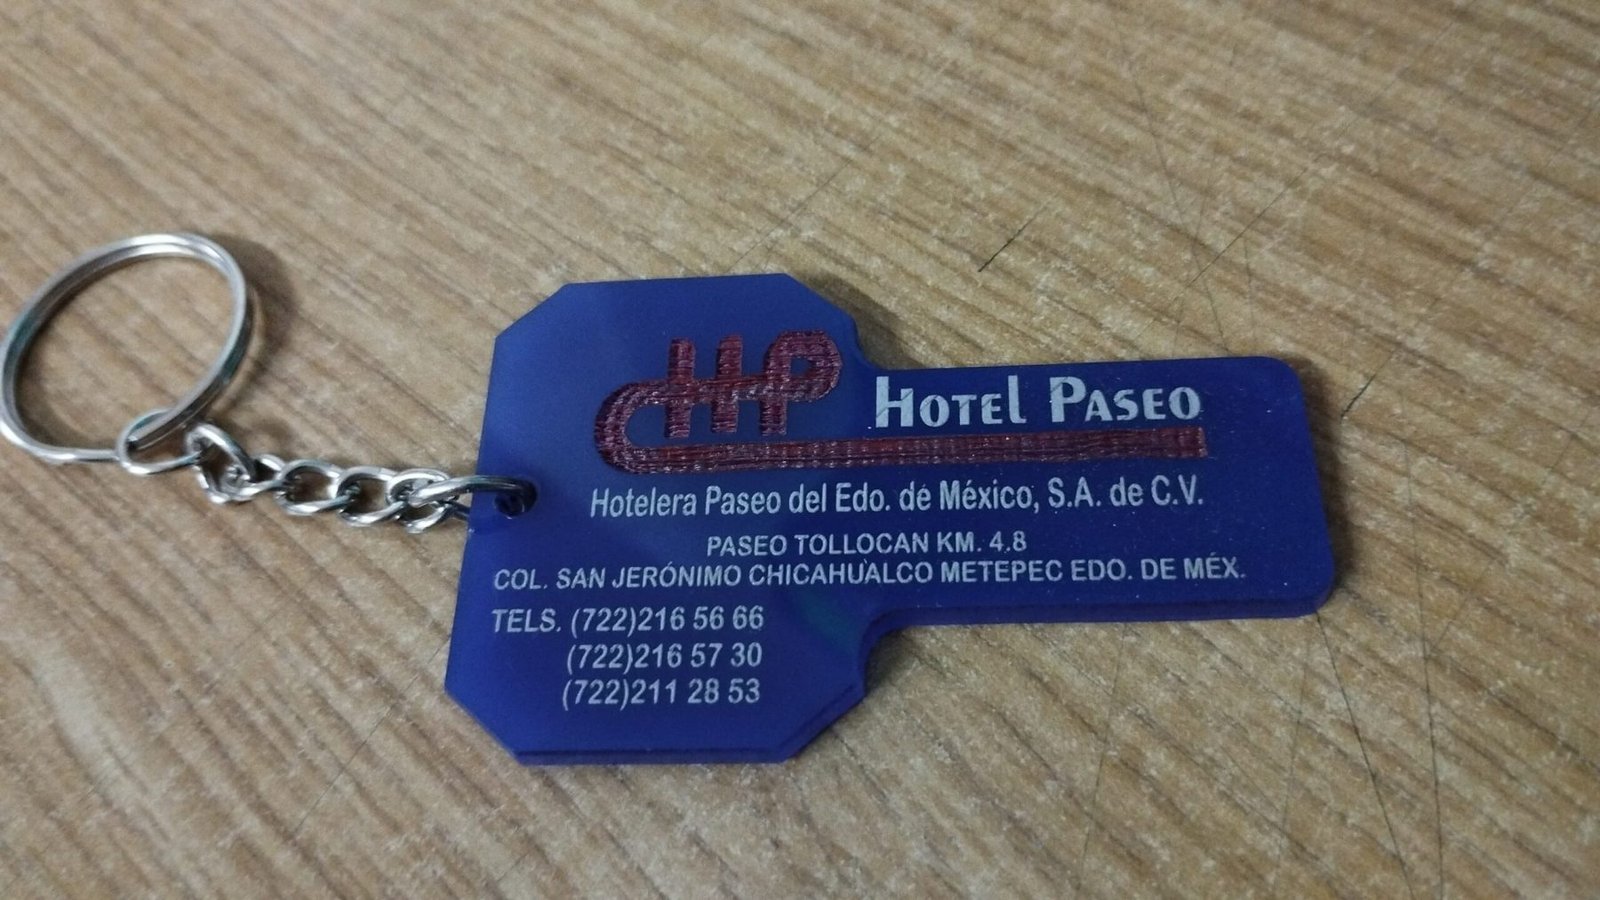 HP HOTEL PASEO
Hotelera Paseo del Edo. de México, S.A. de C.V.
PASEO TOLLOCAN KM. 4.8
COL. SAN JERÓNIMO CHICAHUALCO METEPEC EDO. DE MÉX.
TELS. (722)216 56 66
(722)216 57 30
(722)211 28 53